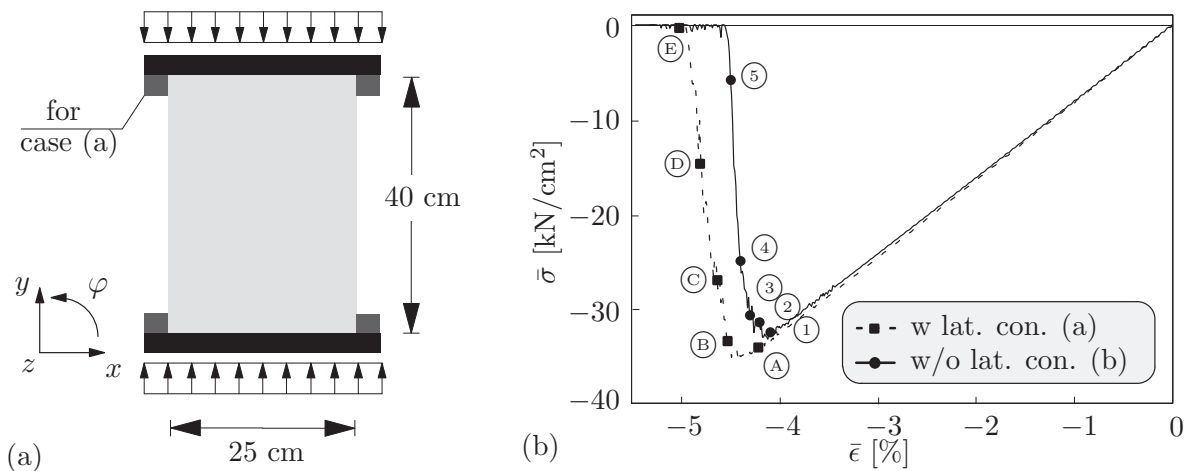 for
case (a)
40 cm
25 cm
y
φ
z
x
(a)
0
−10
−20
−30
−40
σ̄ [kN/cm²]
−5
−4
−3
−2
−1
0
ϵ̄ [%]
E
D
C
B
A
5
4
3
2
1
w lat. con. (a)
w/o lat. con. (b)
(b)